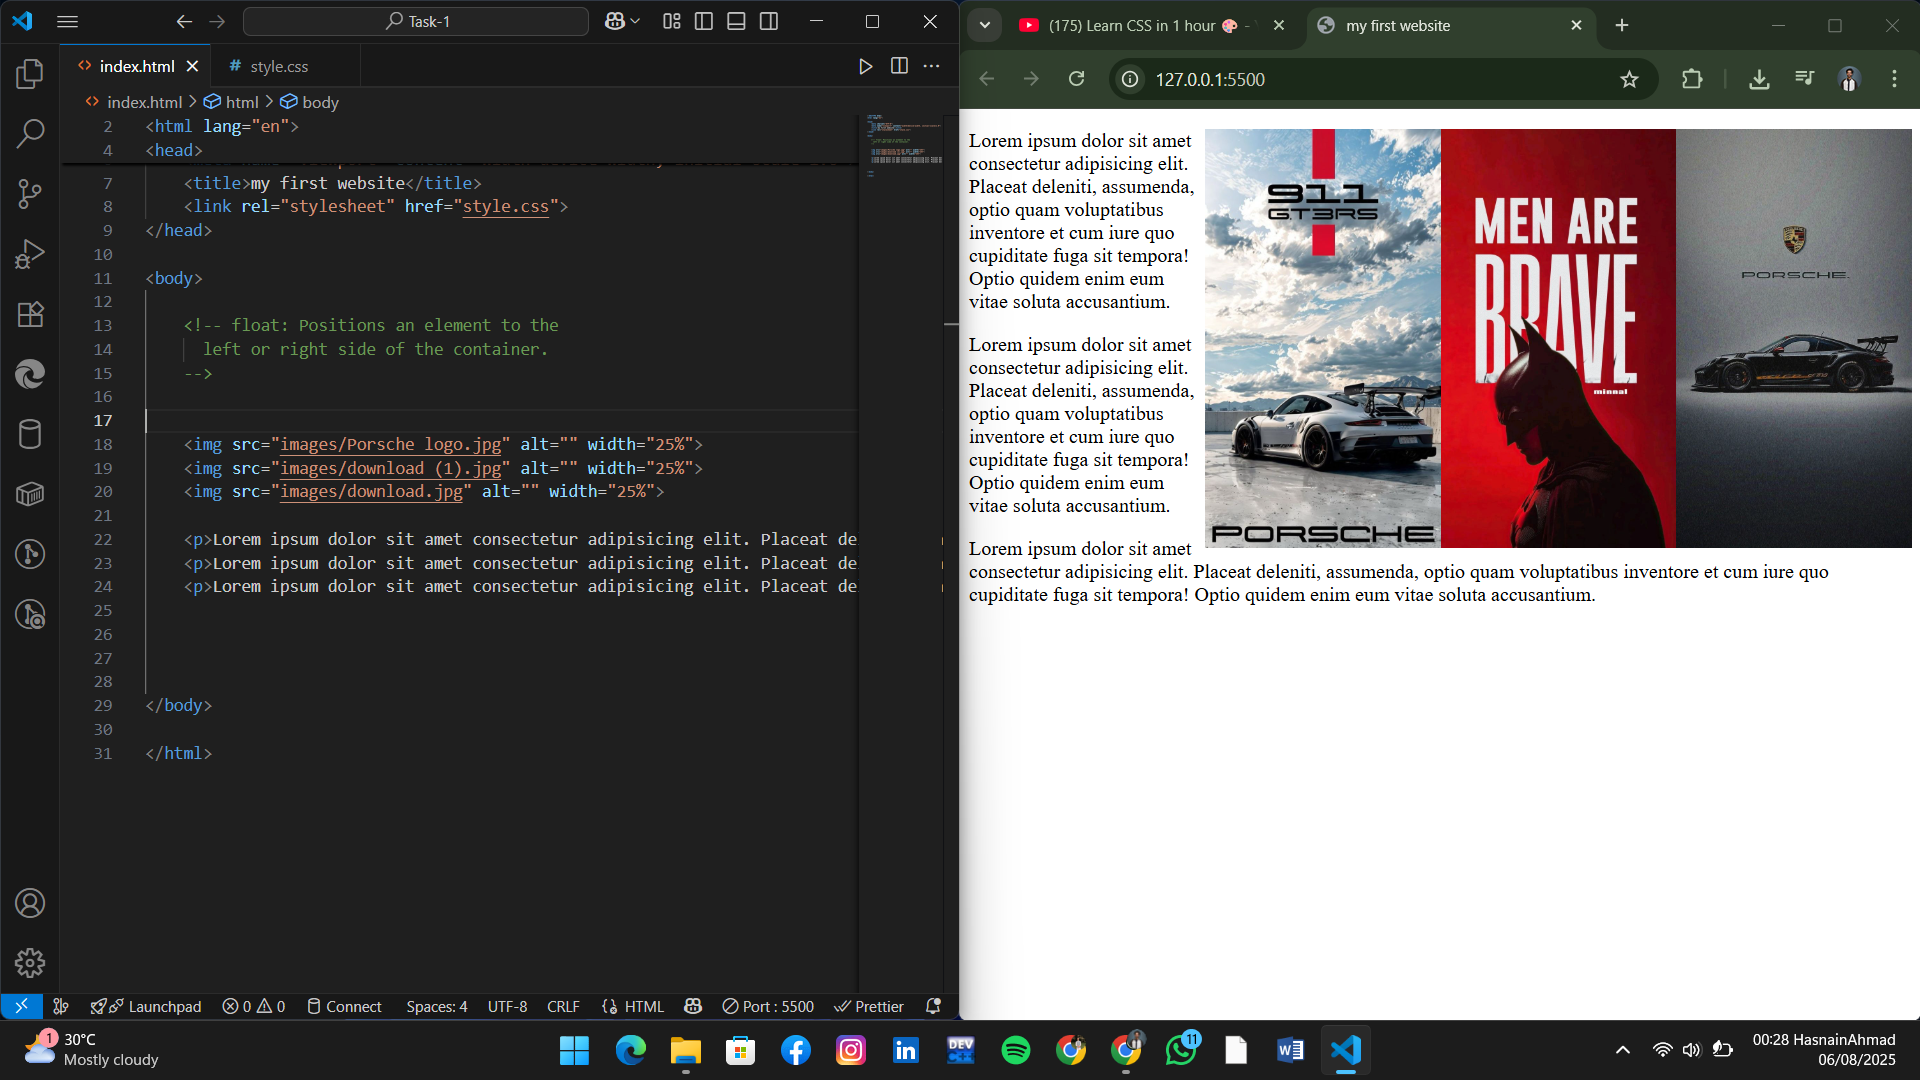 Task-1
index.html
style.css
index.html > html > body
2 <html lang="en">
4 <head>
7 <title>my first website</title>
8 <link rel="stylesheet" href="style.css">
9 </head>
10
11 <body>
12
13 <!-- float: Positions an element to the
14 left or right side of the container.
15 -->
16
17
18 <img src="images/Porsche logo.jpg" alt="" width="25%">
19 <img src="images/download (1).jpg" alt="" width="25%">
20 <img src="images/download.jpg" alt="" width="25%">
21
22 <p>Lorem ipsum dolor sit amet consectetur adipisicing elit. Placeat de
23 <p>Lorem ipsum dolor sit amet consectetur adipisicing elit. Placeat de
24 <p>Lorem ipsum dolor sit amet consectetur adipisicing elit. Placeat de
25
26
27
28
29 </body>
30
31 </html>
Launchpad 0 0 Connect Spaces: 4 UTF-8 CRLF {} HTML Port : 5500 Prettier
(175) Learn CSS in 1 hour 🎨 -
my first website
127.0.0.1:5500
Lorem ipsum dolor sit amet
consectetur adipisicing elit.
Placeat deleniti, assumenda,
optio quam voluptatibus
inventore et cum iure quo
cupiditate fuga sit tempora!
Optio quidem enim eum
vitae soluta accusantium.
Lorem ipsum dolor sit amet
consectetur adipisicing elit.
Placeat deleniti, assumenda,
optio quam voluptatibus
inventore et cum iure quo
cupiditate fuga sit tempora!
Optio quidem enim eum
vitae soluta accusantium.
Lorem ipsum dolor sit amet
consectetur adipisicing elit. Placeat deleniti, assumenda, optio quam voluptatibus inventore et cum iure quo
cupiditate fuga sit tempora! Optio quidem enim eum vitae soluta accusantium.
911
GT3RS
PORSCHE
MEN ARE
BRAVE
minnal
PORSCHE
1
30°C
Mostly cloudy
DEV
11
00:28 HasnainAhmad
06/08/2025